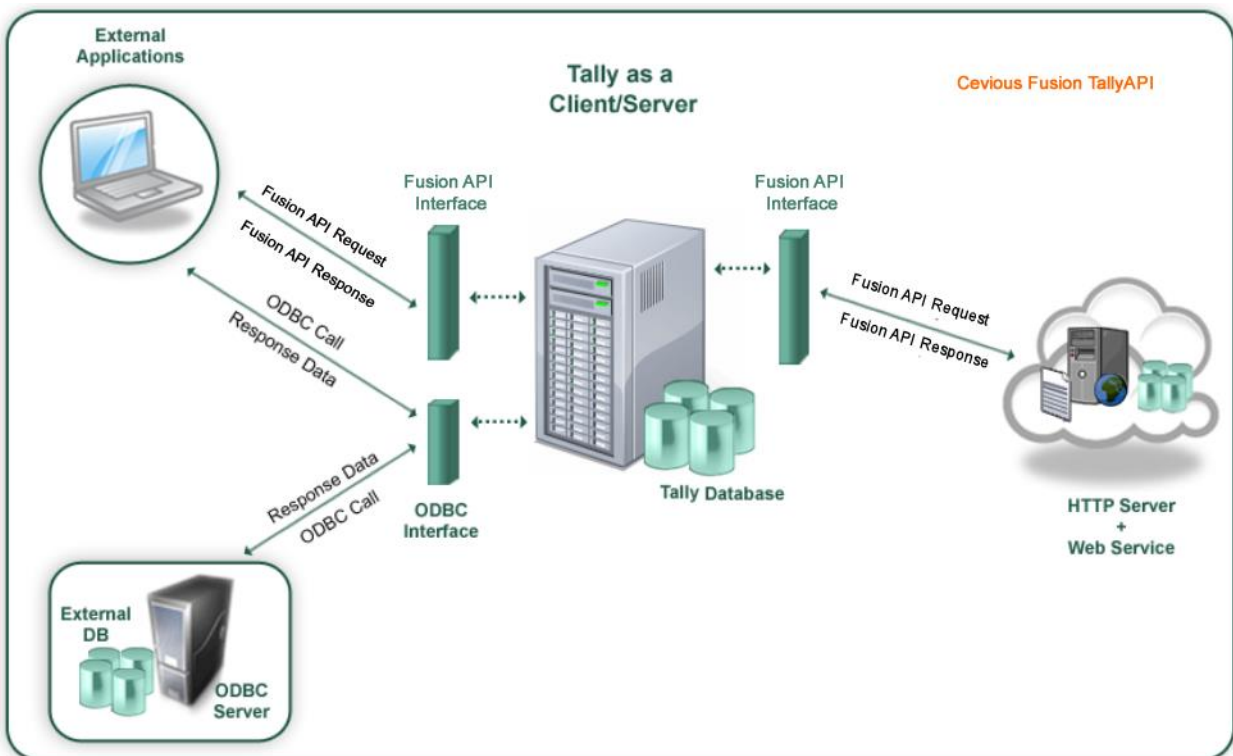 External
Applications
Tally as a
Client/Server
Cevious Fusion TallyAPI
Fusion API
Interface
Fusion API
Interface
Fusion API Request
Fusion API Response
ODBC Call
Response Data
Fusion API Request
Fusion API Response
Response Data
ODBC Call
ODBC
Interface
Tally Database
HTTP Server
+
Web Service
External
DB
ODBC
Server